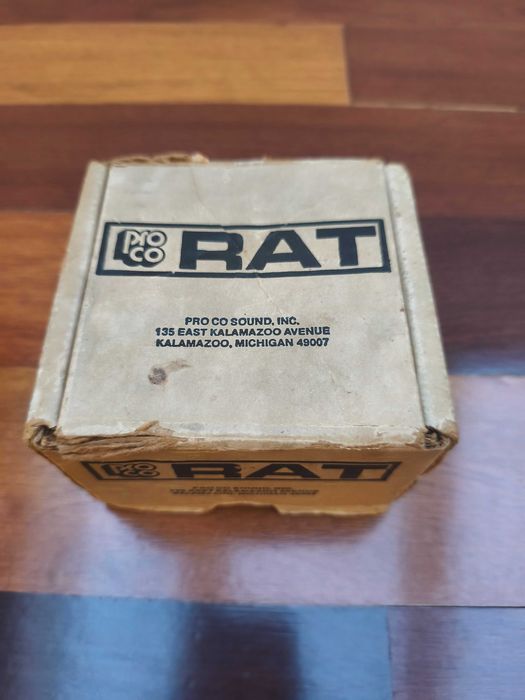 PRO CO RAT
PRO CO SOUND, INC.
135 EAST KALAMAZOO AVENUE
KALAMAZOO, MICHIGAN 49007
PRO CO RAT